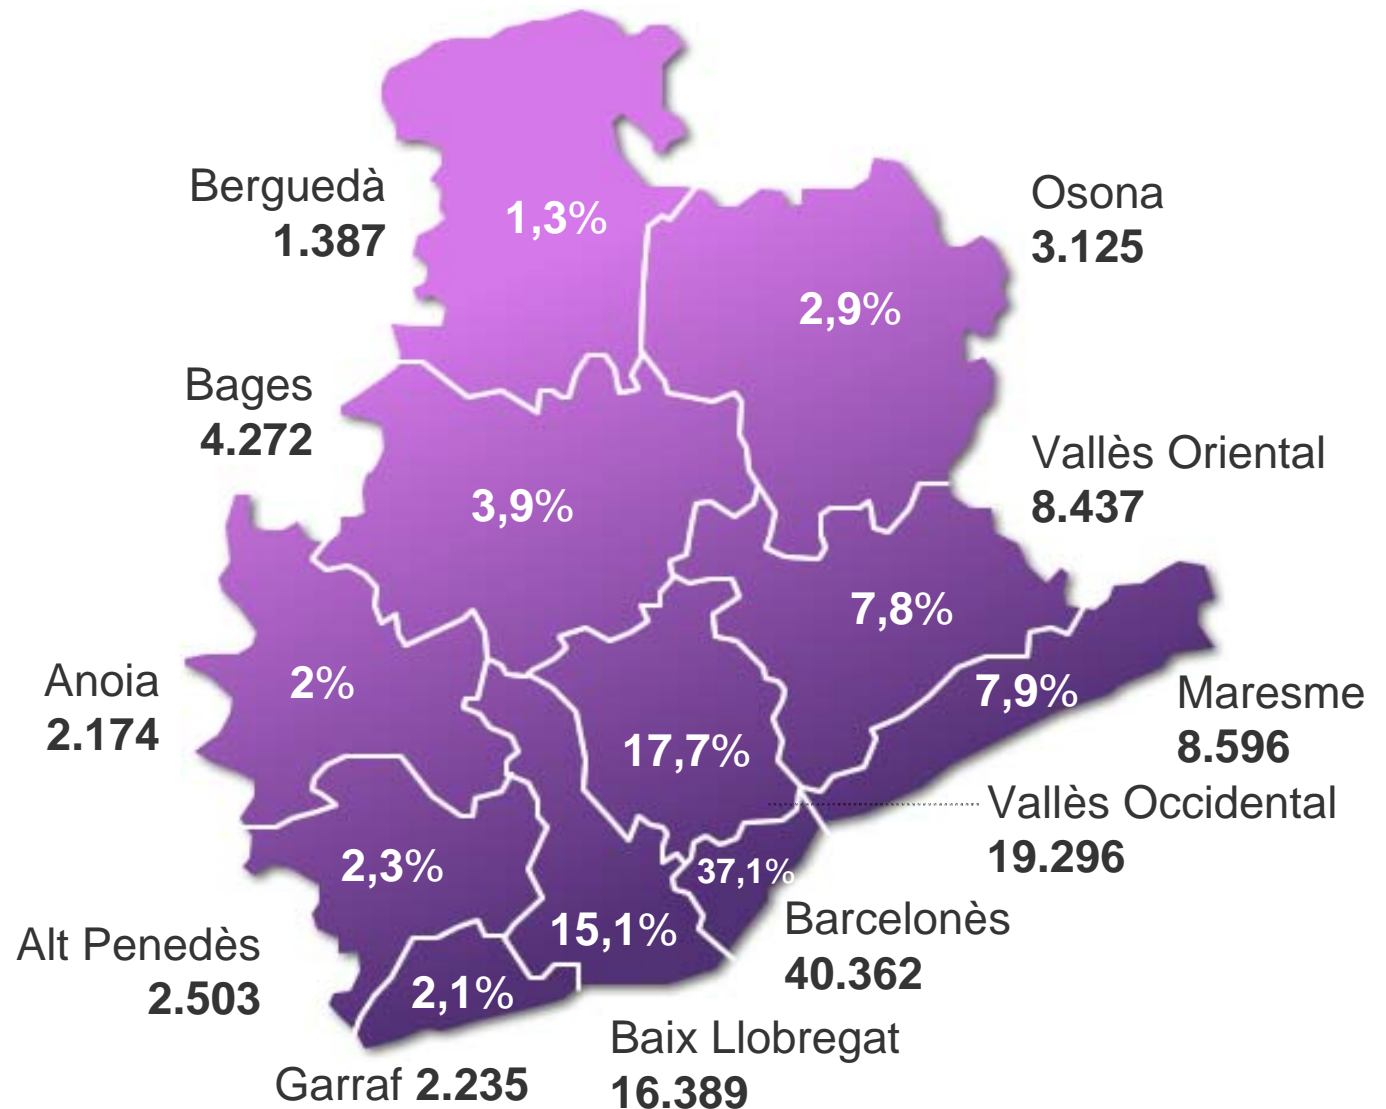 Berguedà
1.387
1,3%
Osona
3.125
2,9%
Bages
4.272
3,9%
Vallès Oriental
8.437
7,8%
Anoia
2.174
2%
7,9%
Maresme
8.596
17,7%
Vallès Occidental
19.296
2,3%
37,1%
Alt Penedès
2.503
15,1%
Barcelonès
40.362
2,1%
Garraf 2.235
Baix Llobregat
16.389